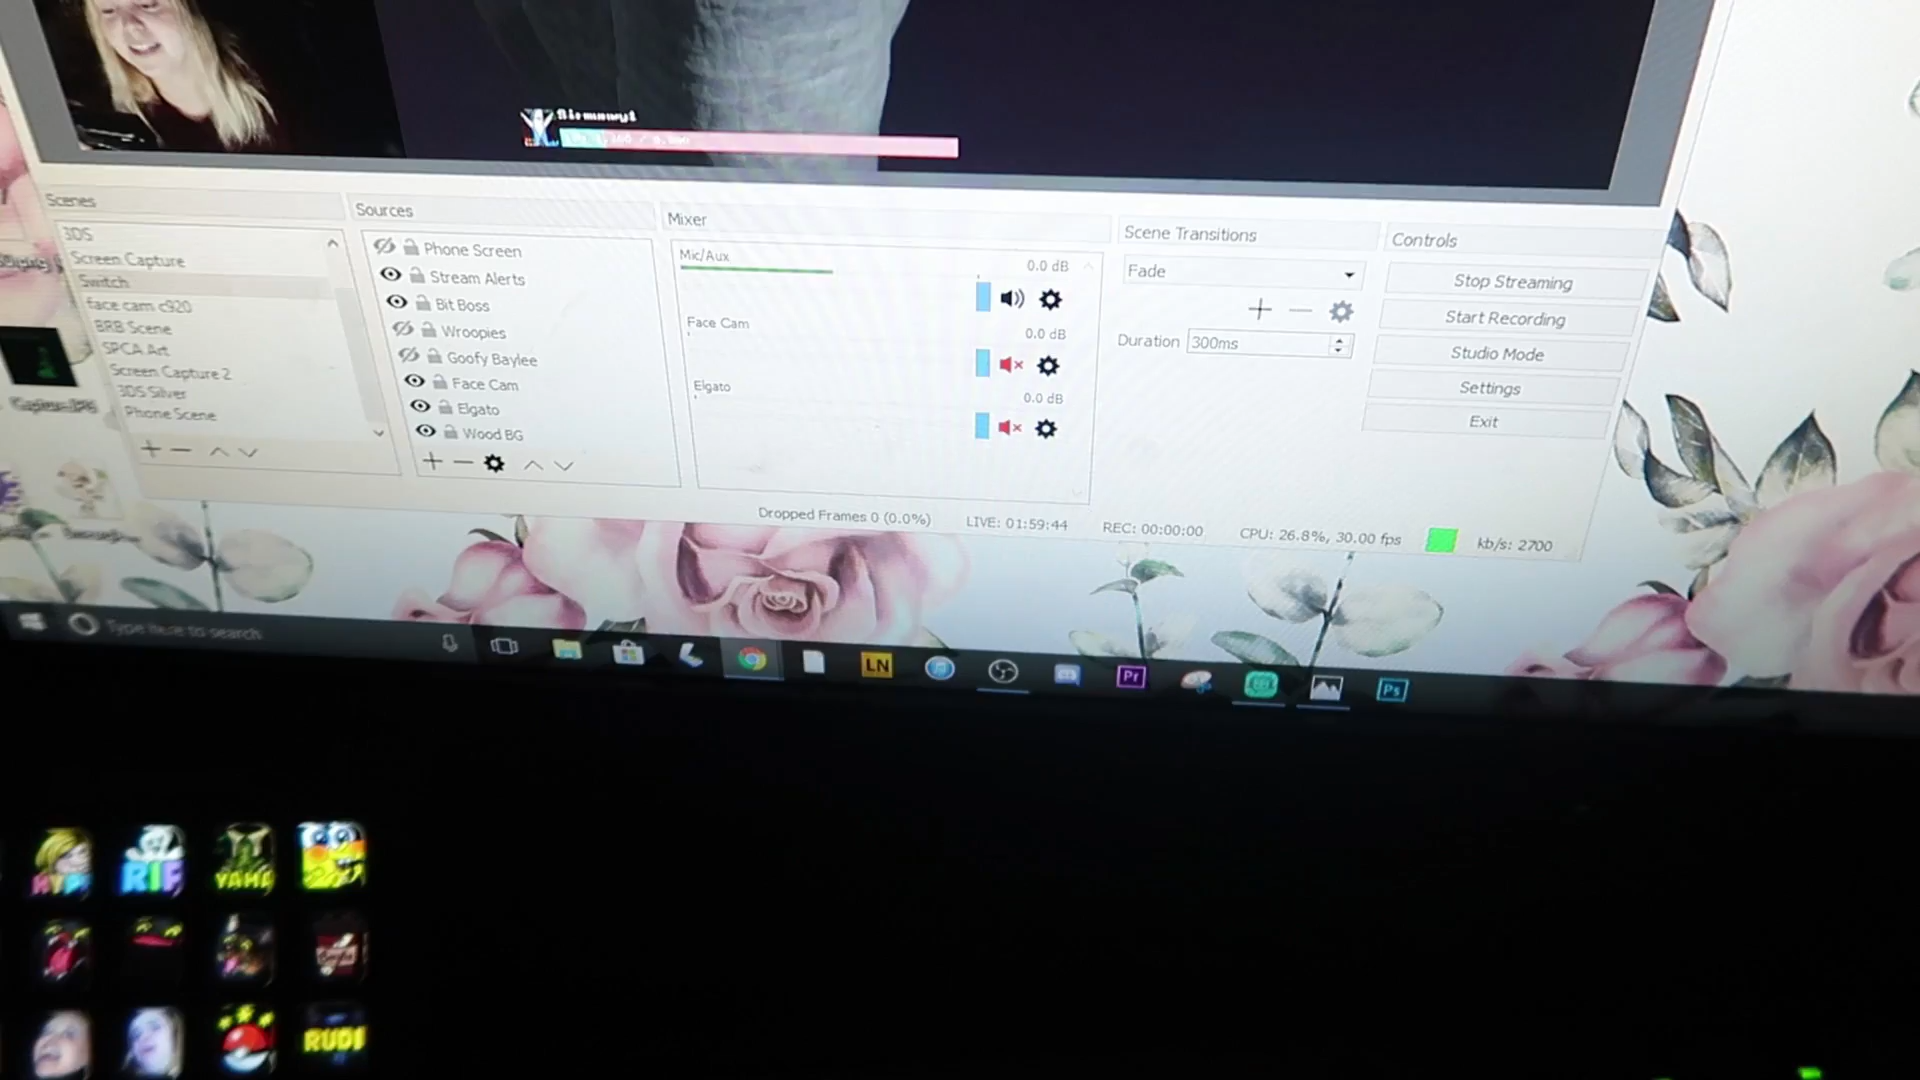 Scenes
3DS
Screen Capture
Switch
face cam c920
BRB Scene
SPCA Art
Screen Capture 2
3DS Silver
Phone Scene
Sources
Phone Screen
Stream Alerts
Bit Boss
Wroopies
Goofy Baylee
Face Cam
Elgato
Wood BG
Mixer
Mic/Aux
0.0 dB
Face Cam
0.0 dB
Elgato
0.0 dB
Scene Transitions
Fade
Duration 300ms
Controls
Stop Streaming
Start Recording
Studio Mode
Settings
Exit
Dropped Frames 0 (0.0%) LIVE: 01:59:44 REC: 00:00:00 CPU: 26.8%, 30.00 fps kb/s: 2700
Type here to search
LN
Pr
Ps
RIF
RUDI